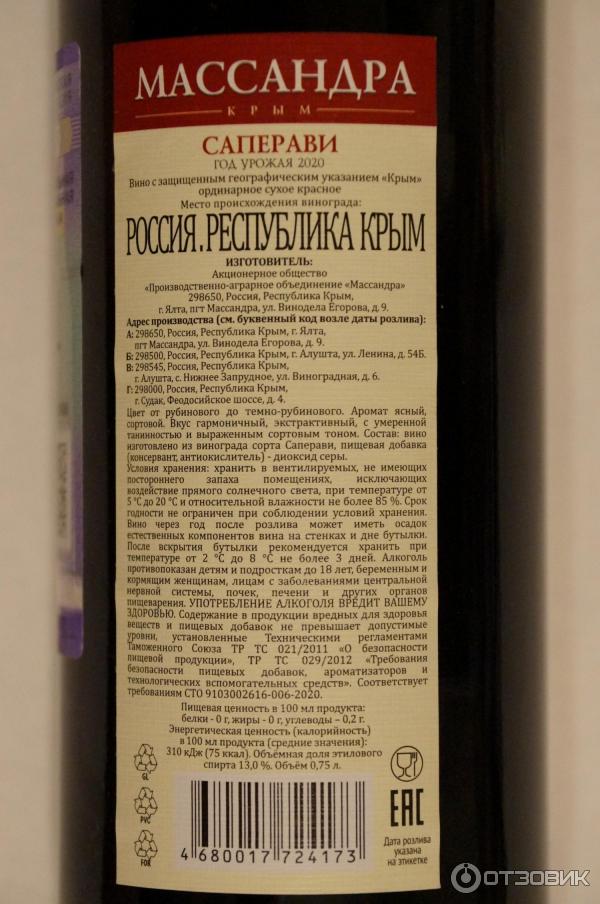 МАССАНДРА
КРЫМ
САПЕРАВИ
ГОД УРОЖАЯ 2020
Вино с защищенным географическим указанием «Крым»
ординарное сухое красное
Место происхождения винограда:
РОССИЯ.РЕСПУБЛИКА КРЫМ
ИЗГОТОВИТЕЛЬ:
Акционерное общество
«Производственно-аграрное объединение «Массандра»
298650, Россия, Республика Крым,
г. Ялта, пгт Массандра, ул. Винодела Егорова, д. 9.
Адрес производства (см. буквенный код возле даты розлива):
А: 298650, Россия, Республика Крым, г. Ялта,
пгт Массандра, ул. Винодела Егорова, д. 9.
Б: 298500, Россия, Республика Крым, г. Алушта, ул. Ленина, д. 54Б.
В: 298545, Россия, Республика Крым,
г. Алушта, с. Нижнее Запрудное, ул. Виноградная, д. 6.
Г: 298000, Россия, Республика Крым,
г. Судак, Феодосийское шоссе, д. 4.
Цвет от рубинового до темно-рубинового. Аромат ясный,
сортовой. Вкус гармоничный, экстрактивный, с умеренной
танинностью и выраженным сортовым тоном. Состав: вино
изготовлено из винограда сорта Саперави, пищевая добавка
(консервант, антиокислитель) - диоксид серы.
Условия хранения: хранить в вентилируемых, не имеющих
постороннего запаха помещениях, исключающих
воздействие прямого солнечного света, при температуре от
5 °С до 20 °С и относительной влажности не более 85 %. Срок
годности не ограничен при соблюдении условий хранения.
Вино через год после розлива может иметь осадок
естественных компонентов вина на стенках и дне бутылки.
После вскрытия бутылки рекомендуется хранить при
температуре от 2 °С до 8 °С не более 3 дней. Алкоголь
противопоказан детям и подросткам до 18 лет, беременным и
кормящим женщинам, лицам с заболеваниями центральной
нервной системы, почек, печени и других органов
пищеварения. УПОТРЕБЛЕНИЕ АЛКОГОЛЯ ВРЕДИТ ВАШЕМУ
ЗДОРОВЬЮ. Содержание в продукции вредных для здоровья
веществ и пищевых добавок не превышает допустимые
уровни, установленные Техническими регламентами
Таможенного Союза ТР ТС 021/2011 «О безопасности
пищевой продукции», ТР ТС 029/2012 «Требования
безопасности пищевых добавок, ароматизаторов и
технологических вспомогательных средств». Соответствует
требованиям СТО 9103002616-006-2020.
Пищевая ценность в 100 мл продукта:
белки - 0 г, жиры - 0 г, углеводы – 0,2 г.
Энергетическая ценность (калорийность)
в 100 мл продукта (средние значения):
310 кДж (75 ккал). Объёмная доля этилового
спирта 13,0 %. Объём 0,75 л.
GL
PVC
FOR
4 680017 724173
EAC
Дата розлива
указана
на этикетке
ОТЗОВИК